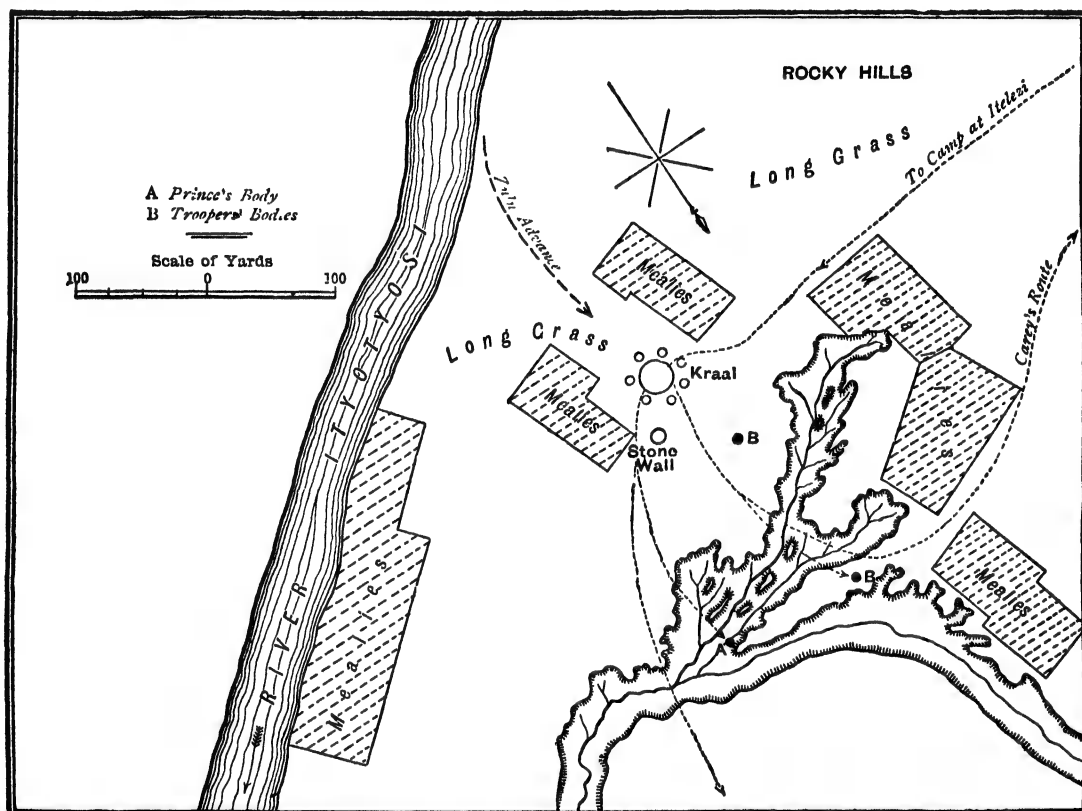 ROCKY HILLS
Long Grass
To Camp at Itelezi
A Prince's Body
B Troopers' Bodies
Scale of Yards
100 0 100
Zulu Advance
Mealies
Mealies
Carey's Route
Long Grass
Kraal
Mealies
Stone Wall
B
B
A
Mealies
Mealies
RIVER ITYOTYOSI